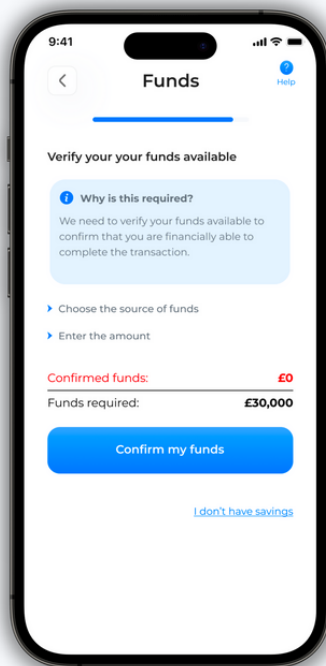 9:41
Funds
?
Help
Verify your your funds available
i Why is this required?
We need to verify your funds available to
confirm that you are financially able to
complete the transaction.
Choose the source of funds
Enter the amount
Confirmed funds: £0
Funds required: £30,000
Confirm my funds
I don't have savings